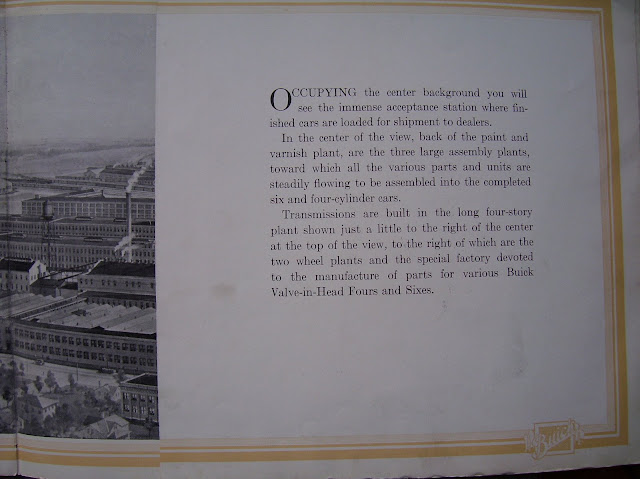 OCCUPYING the center background you will
see the immense acceptance station where fin-
ished cars are loaded for shipment to dealers.
In the center of the view, back of the paint and
varnish plant, are the three large assembly plants,
toward which all the various parts and units are
steadily flowing to be assembled into the completed
six and four-cylinder cars.
Transmissions are built in the long four-story
plant shown just a little to the right of the center
at the top of the view, to the right of which are the
two wheel plants and the special factory devoted
to the manufacture of parts for various Buick
Valve-in-Head Fours and Sixes.
Buick